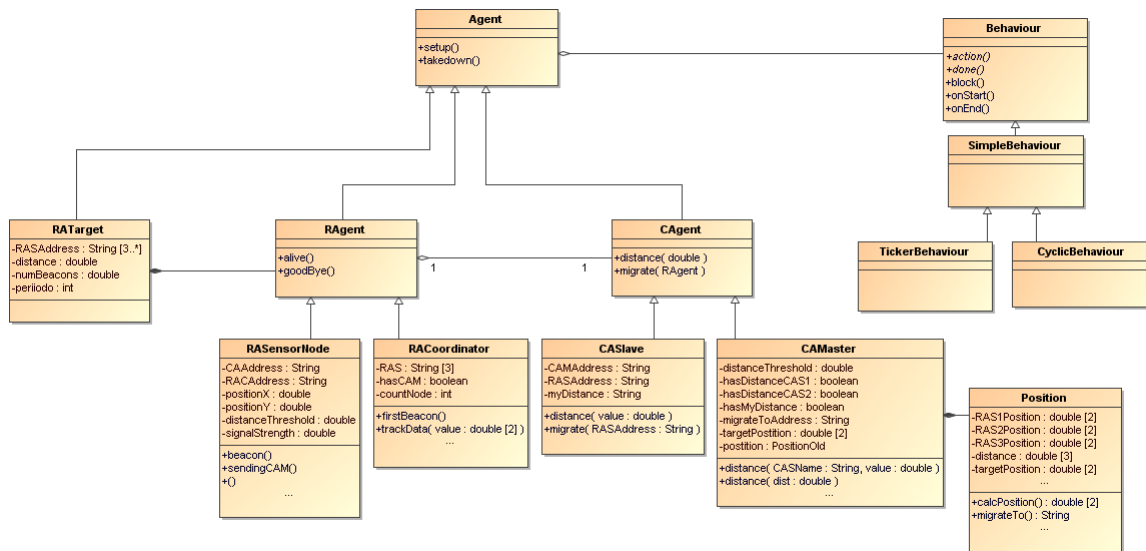 Agent
+setup()
+takedown()
Behaviour
+action()
+done()
+block()
+onStart()
+onEnd()
SimpleBehaviour
TickerBehaviour
CyclicBehaviour
RATarget
-RASAddress : String [3..*]
-distance : double
-numBeacons : double
-periiodo : int
RAgent
+alive()
+goodBye()
1
1
CAgent
+distance( double )
+migrate( RAgent )
RASensorNode
-CAAddress : String
-RACAddress : String
-positionX : double
-positionY : double
-distanceThreshold : double
-signalStrength : double
+beacon()
+sendingCAM()
+()
...
RACoordinator
-RAS : String [3]
-hasCAM : boolean
-countNode : int
+firstBeacon()
+trackData( value : double [2] )
...
CASlave
-CAMAddress : String
-RASAddress : String
-myDistance : String
+distance( value : double )
+migrate( RASAddress : String )
CAMaster
-distanceThreshold : double
-hasDistanceCAS1 : boolean
-hasDistanceCAS2 : boolean
-hasMyDistance : boolean
-migrateToAddress : String
-targetPostition : double [2]
-postition : PositionOld
+distance( CASName : String, value : double )
+distance( dist : double )
...
Position
-RAS1Position : double [2]
-RAS2Position : double [2]
-RAS3Position : double [2]
-distance : double [3]
-targetPosition : double [2]
...
+calcPosition() : double [2]
+migrateTo() : String
...